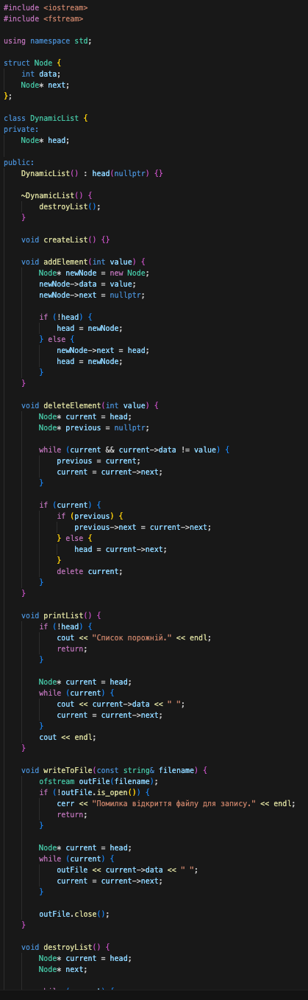 #include <iostream>
#include <fstream>
using namespace std;
struct Node {
int data;
Node* next;
};
class DynamicList {
private:
Node* head;
public:
DynamicList() : head(nullptr) {}
~DynamicList() {
destroyList();
}
void createList() {}
void addElement(int value) {
Node* newNode = new Node;
newNode->data = value;
newNode->next = nullptr;
if (!head) {
head = newNode;
} else {
newNode->next = head;
head = newNode;
}
}
void deleteElement(int value) {
Node* current = head;
Node* previous = nullptr;
while (current && current->data != value) {
previous = current;
current = current->next;
}
if (current) {
if (previous) {
previous->next = current->next;
} else {
head = current->next;
}
delete current;
}
}
void printList() {
if (!head) {
cout << "Список порожній." << endl;
return;
}
Node* current = head;
while (current) {
cout << current->data << " ";
current = current->next;
}
cout << endl;
}
void writeToFile(const string& filename) {
ofstream outFile(filename);
if (!outFile.is_open()) {
cerr << "Помилка відкриття файлу для запису." << endl;
return;
}
Node* current = head;
while (current) {
outFile << current->data << " ";
current = current->next;
}
outFile.close();
}
void destroyList() {
Node* current = head;
Node* next;